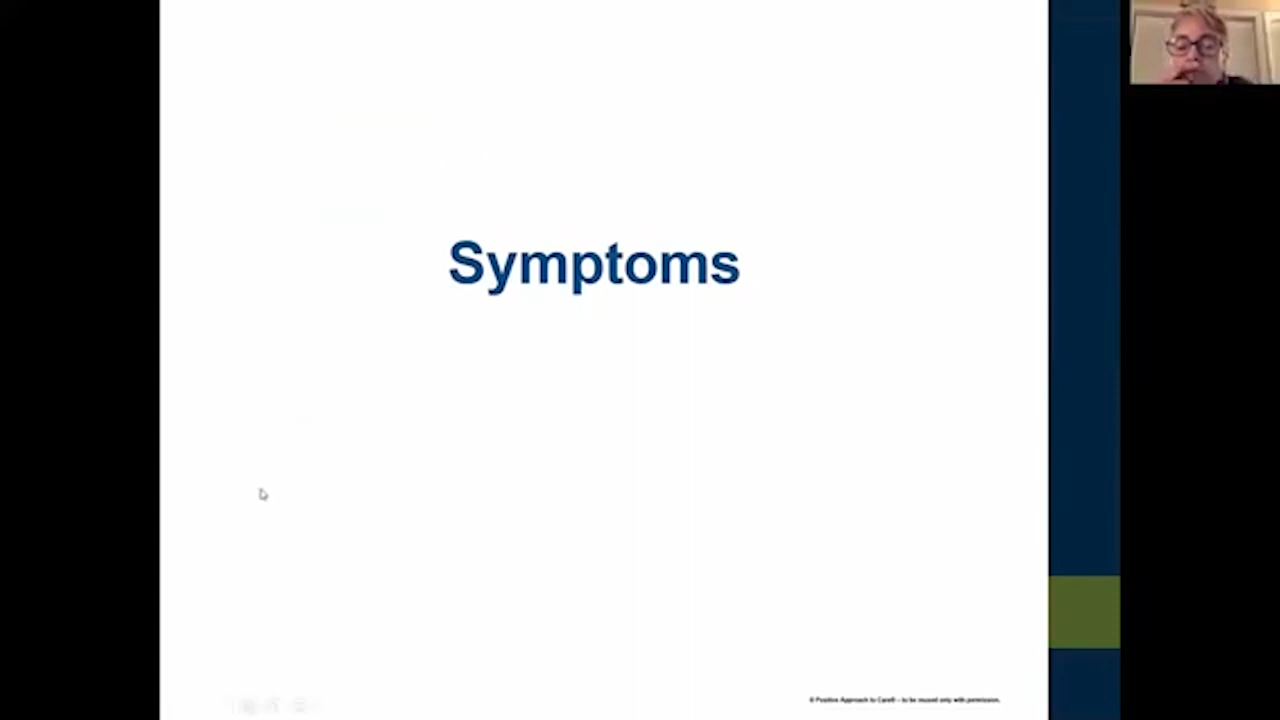 Symptoms
© Positive Approach to Care® – to be reused only with permission.